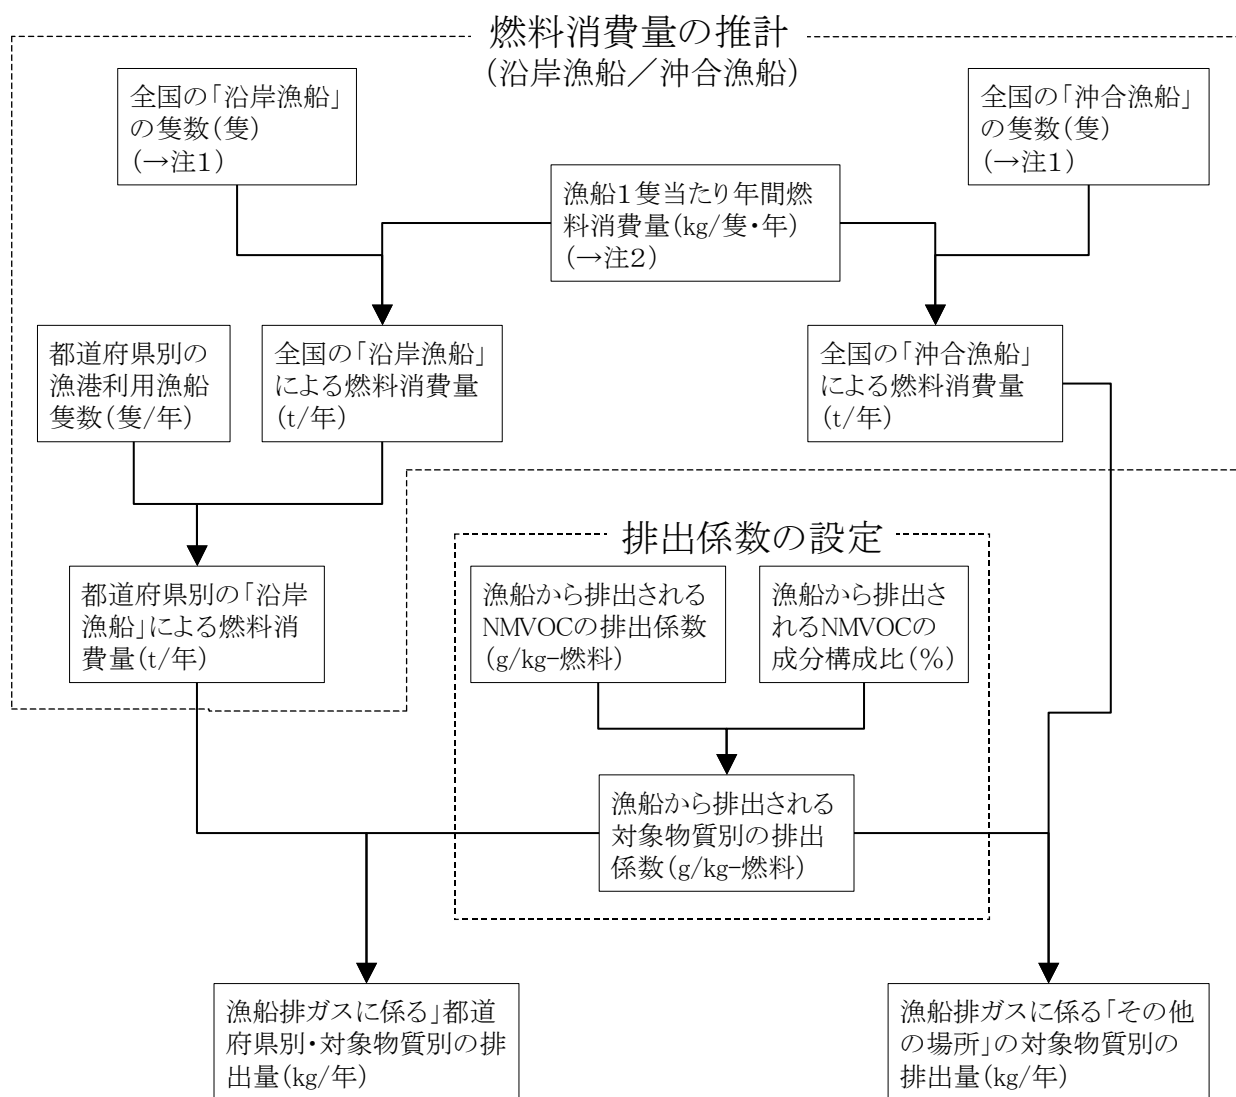 燃料消費量の推計
(沿岸漁船／沖合漁船)
全国の「沿岸漁船」
の隻数(隻)
(→注１)
全国の「沖合漁船」
の隻数(隻)
(→注１)
漁船１隻当たり年間燃
料消費量(kg/隻・年)
(→注２)
都道府県別の
漁港利用漁船
隻数(隻/年)
全国の「沿岸漁船」
による燃料消費量
(t/年)
全国の「沖合漁船」
による燃料消費量
(t/年)
排出係数の設定
都道府県別の「沿岸
漁船」による燃料消
費量(t/年)
漁船から排出される
NMVOCの排出係数
(g/kg-燃料)
漁船から排出さ
れるNMVOCの
成分構成比(%)
漁船から排出される
対象物質別の排出
係数(g/kg-燃料)
漁船排ガスに係る」都道
府県別・対象物質別の排
出量(kg/年)
漁船排ガスに係る「その他
の場所」の対象物質別の
排出量(kg/年)